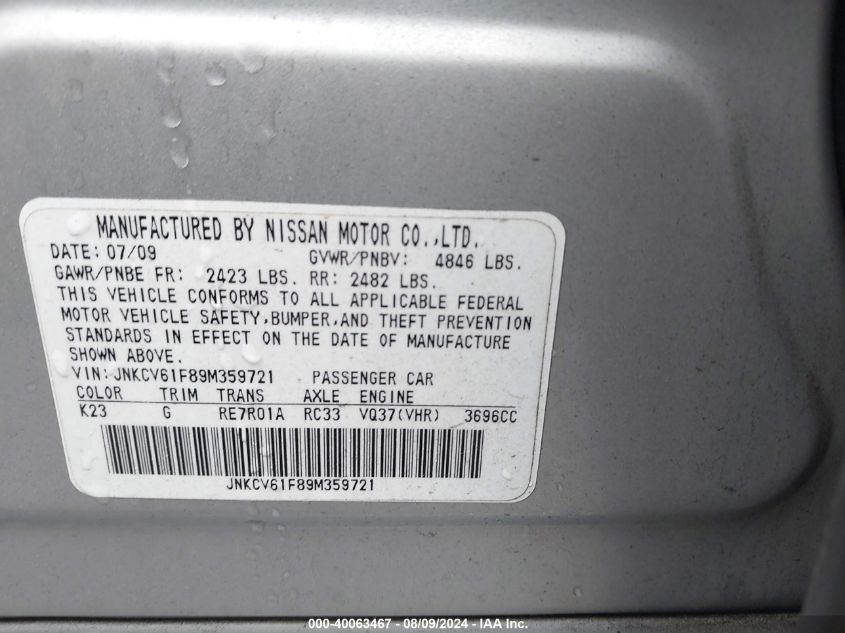 MANUFACTURED BY NISSAN MOTOR CO.,LTD.
DATE: 07/09 GVWR/PNBV: 4846 LBS.
GAWR/PNBE FR: 2423 LBS. RR: 2482 LBS.
THIS VEHICLE CONFORMS TO ALL APPLICABLE FEDERAL
MOTOR VEHICLE SAFETY,BUMPER,AND THEFT PREVENTION
STANDARDS IN EFFECT ON THE DATE OF MANUFACTURE
SHOWN ABOVE.
VIN: JNKCV61F89M359721 PASSENGER CAR
COLOR TRIM TRANS AXLE ENGINE
K23 G RE7R01A RC33 VQ37(VHR) 3696CC
JNKCV61F89M359721
000-40063467 - 08/09/2024 - IAA Inc.